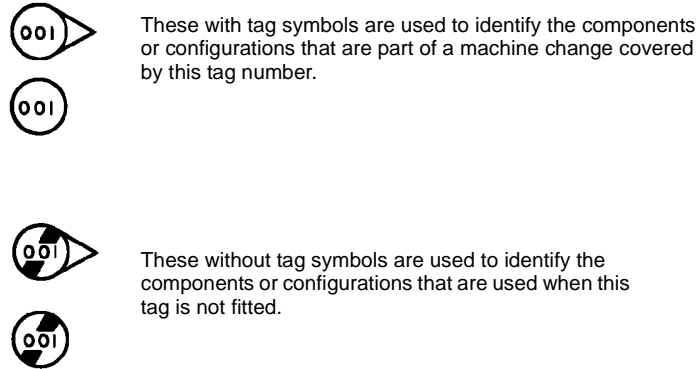 001
These with tag symbols are used to identify the components
or configurations that are part of a machine change covered
by this tag number.
001
001
These without tag symbols are used to identify the
components or configurations that are used when this
tag is not fitted.
001